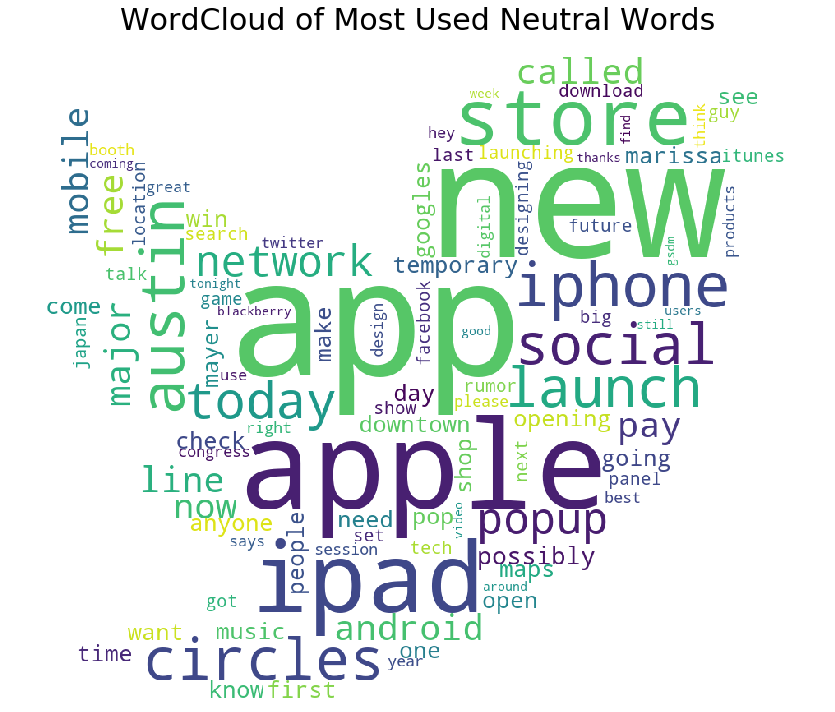 WordCloud of Most Used Neutral Words
called
week
download
see
store
think
guy
find
mobile
hey
booth
last
launching
thanks
marissa
itunes
coming
new
free
location
great
googles
designing
products
austin
win
digital
future
search
gsdm
twitter
network
temporary
iphone
talk
tonight
app
come
game
blackberry
make
design
facebook
good
big
users
still
japan
major
mayer
social
use
today
day
rumor
please
launch
show
opening
pay
check
right
downtown
shop
next
going
congress
apple
line
panel
best
now
anyone
need
pop
video
popup
says
people
set
session
tech
possibly
maps
ipad
around
open
got
want
music
android
time
circles
one
year
know
first